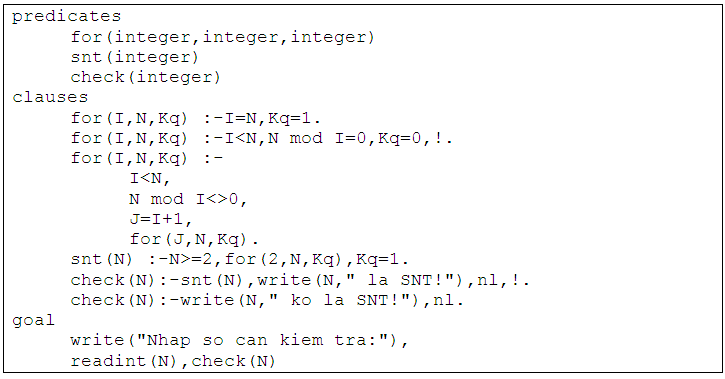 predicates
for(integer,integer,integer)
snt(integer)
check(integer)
clauses
for(I,N,Kq) :-I=N,Kq=1.
for(I,N,Kq) :-I<N,N mod I=0,Kq=0,!.
for(I,N,Kq) :-
I<N,
N mod I<>0,
J=I+1,
for(J,N,Kq).
snt(N) :-N>=2,for(2,N,Kq),Kq=1.
check(N):-snt(N),write(N," la SNT!"),nl,!.
check(N):-write(N," ko la SNT!"),nl.
goal
write("Nhap so can kiem tra:"),
readint(N),check(N)